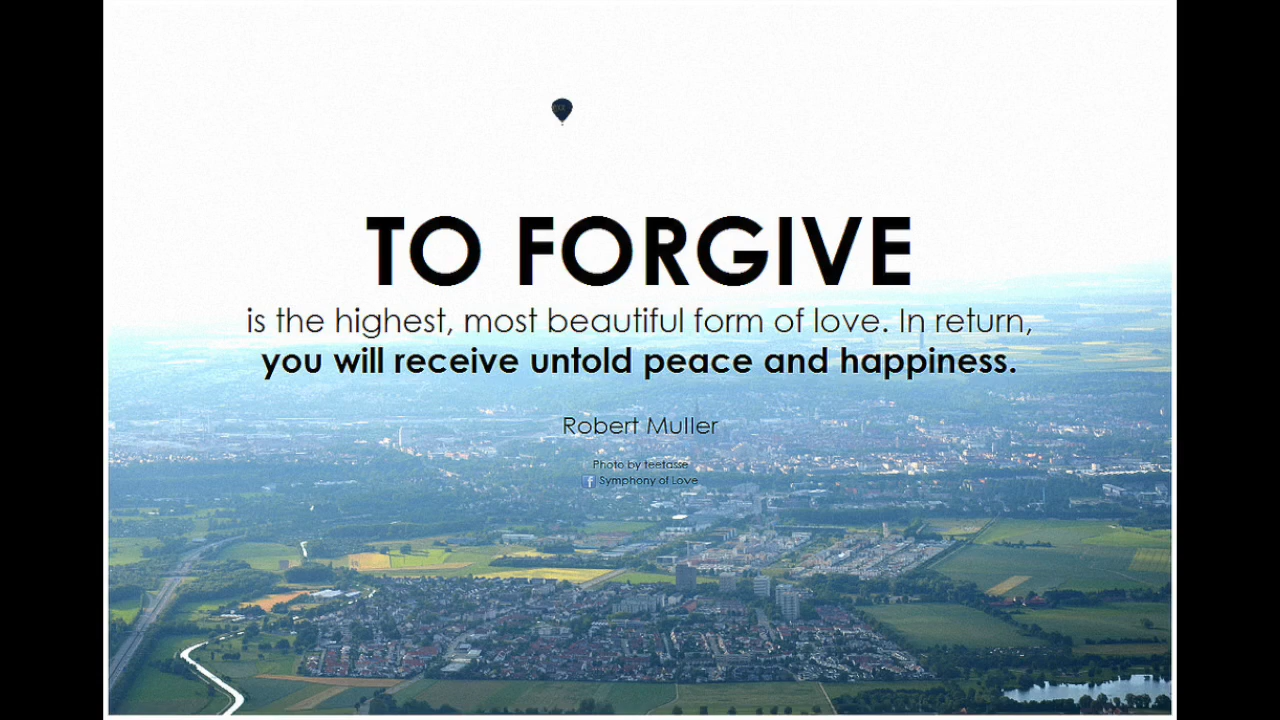 TO FORGIVE
is the highest, most beautiful form of love. In return,
you will receive untold peace and happiness.
Robert Muller
Photo by teetasse
Symphony of Love